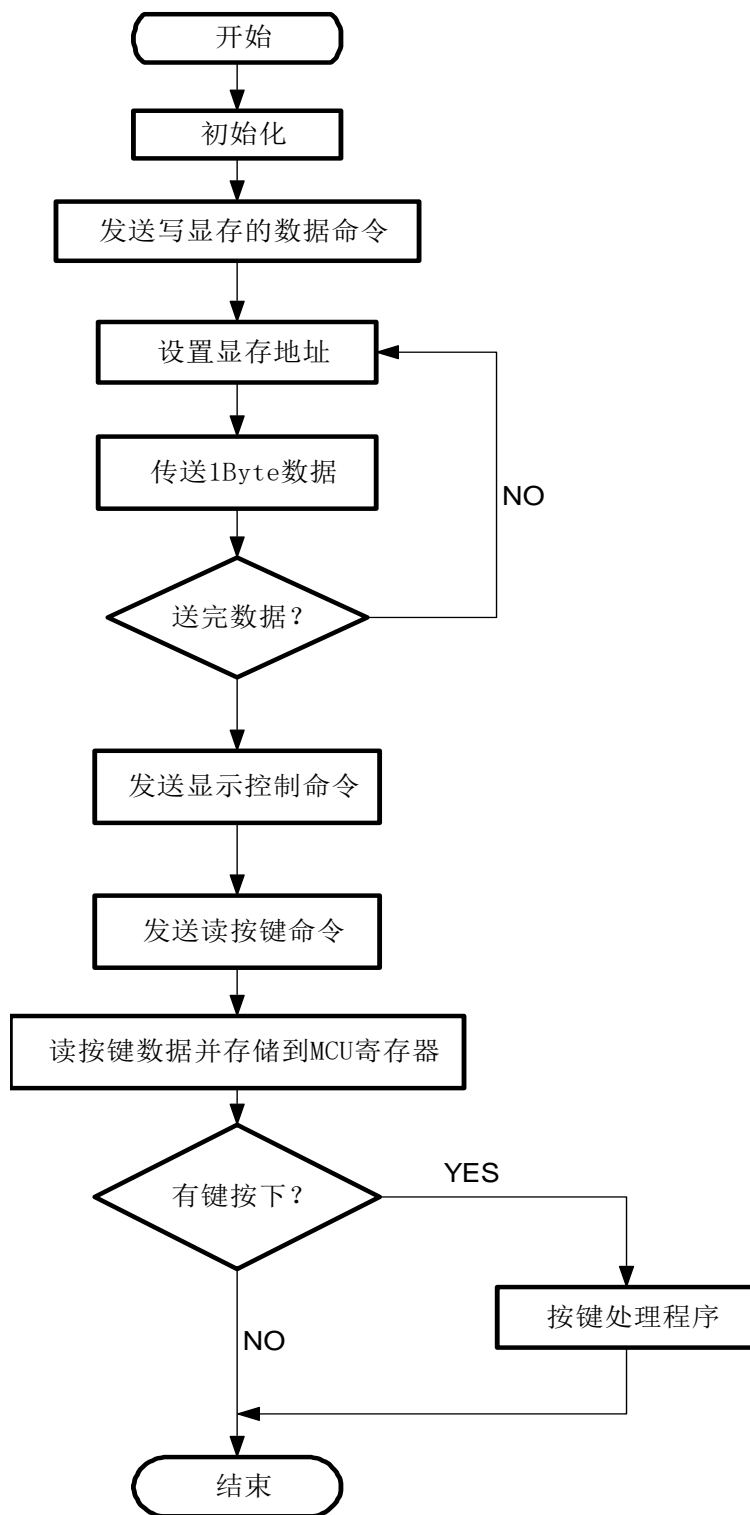 开始
初始化
发送写显存的数据命令
设置显存地址
传送1Byte数据
NO
送完数据？
发送显示控制命令
发送读按键命令
读按键数据并存储到MCU寄存器
YES
有键按下？
按键处理程序
NO
结束